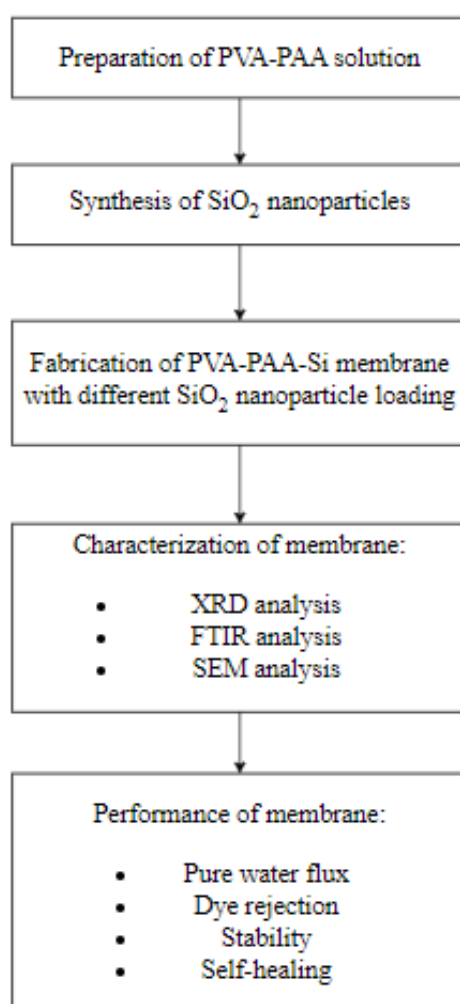 Preparation of PVA-PAA solution
Synthesis of SiO₂ nanoparticles
Fabrication of PVA-PAA-Si membrane
with different SiO₂ nanoparticle loading
Characterization of membrane:
• XRD analysis
• FTIR analysis
• SEM analysis
Performance of membrane:
• Pure water flux
• Dye rejection
• Stability
• Self-healing